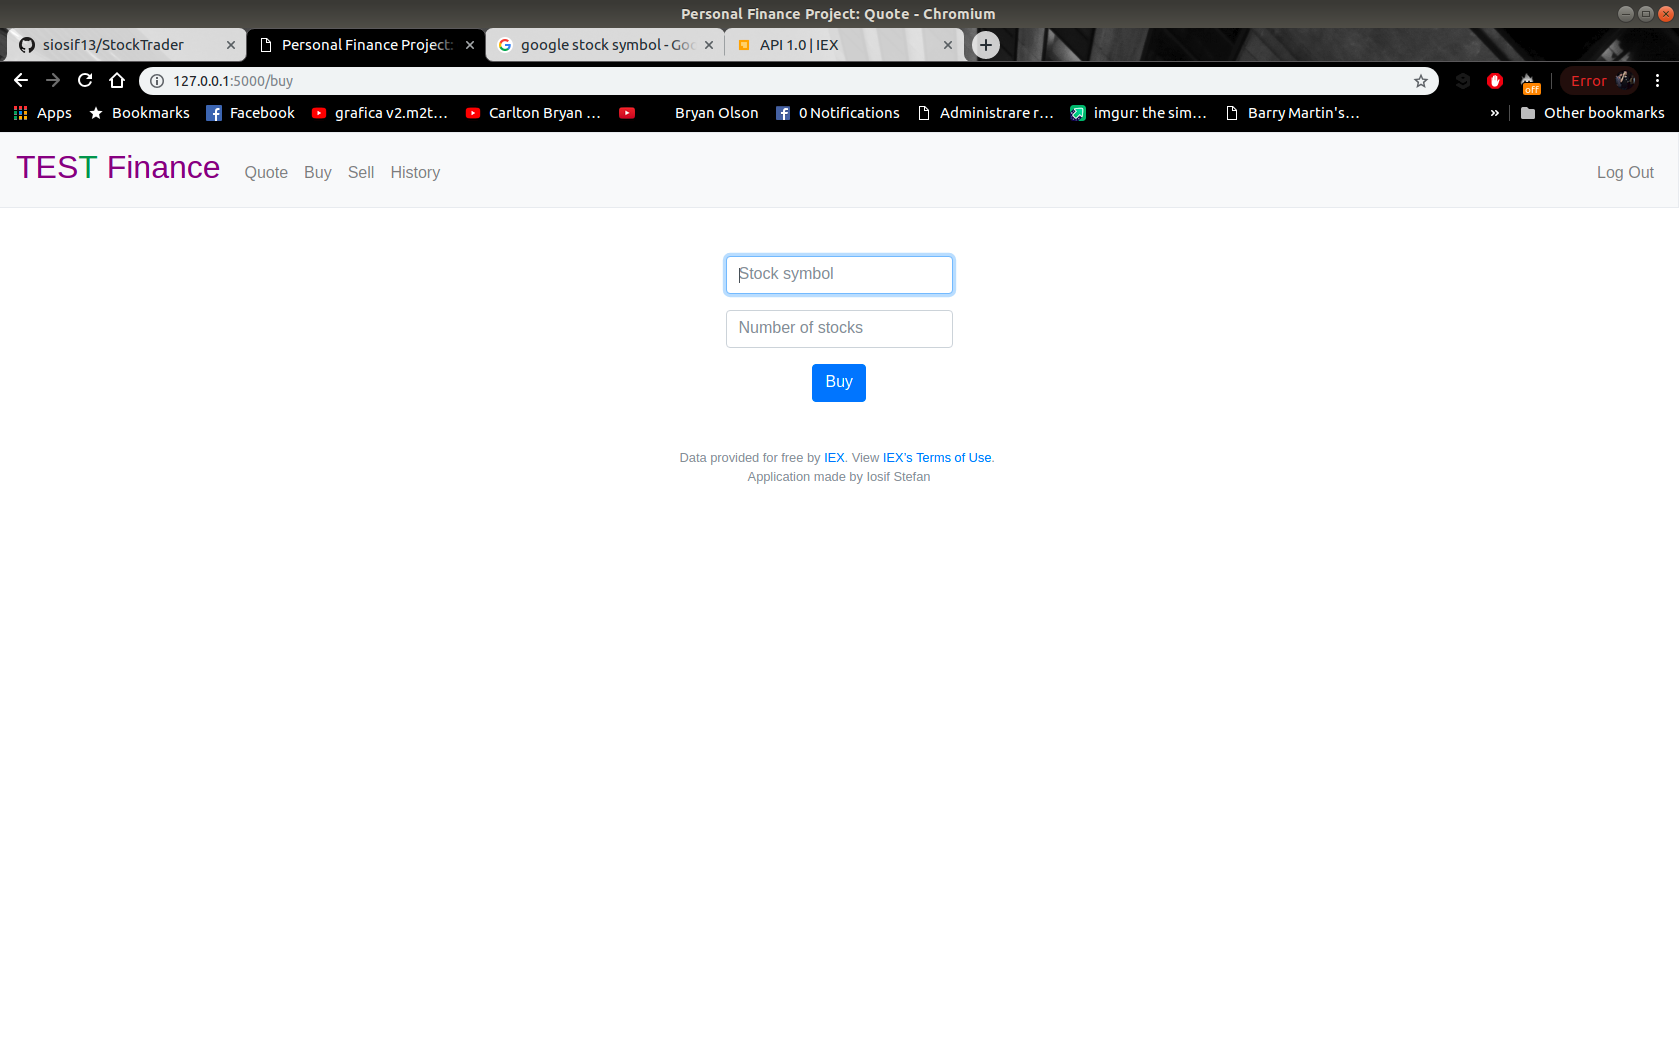 Personal Finance Project: Quote - Chromium
siosif13/StockTrader
Personal Finance Project:
google stock symbol - Goo
API 1.0 | IEX
127.0.0.1:5000/buy
off
Error
Apps
Bookmarks
Facebook
grafica v2.m2t...
Carlton Bryan ...
Bryan Olson
0 Notifications
Administrare r...
imgur: the sim...
Barry Martin's...
»
Other bookmarks
TEST Finance
Quote
Buy
Sell
History
Log Out
Stock symbol
Number of stocks
Buy
Data provided for free by IEX. View IEX's Terms of Use.
Application made by Iosif Stefan